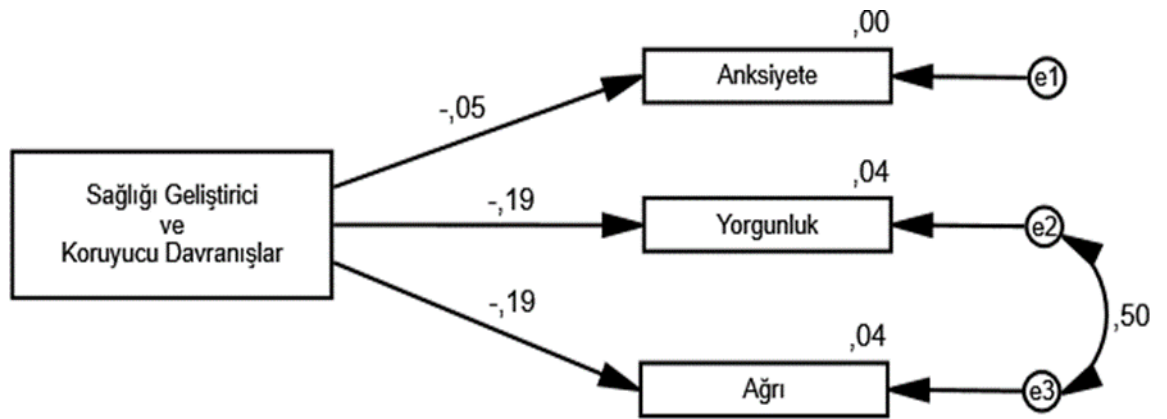 ,00
Anksiyete
e1
-,05
Sağlığı Geliştirici
ve
Koruyucu Davranışlar
-,19
,04
Yorgunluk
e2
-,19
,50
,04
Ağrı
e3